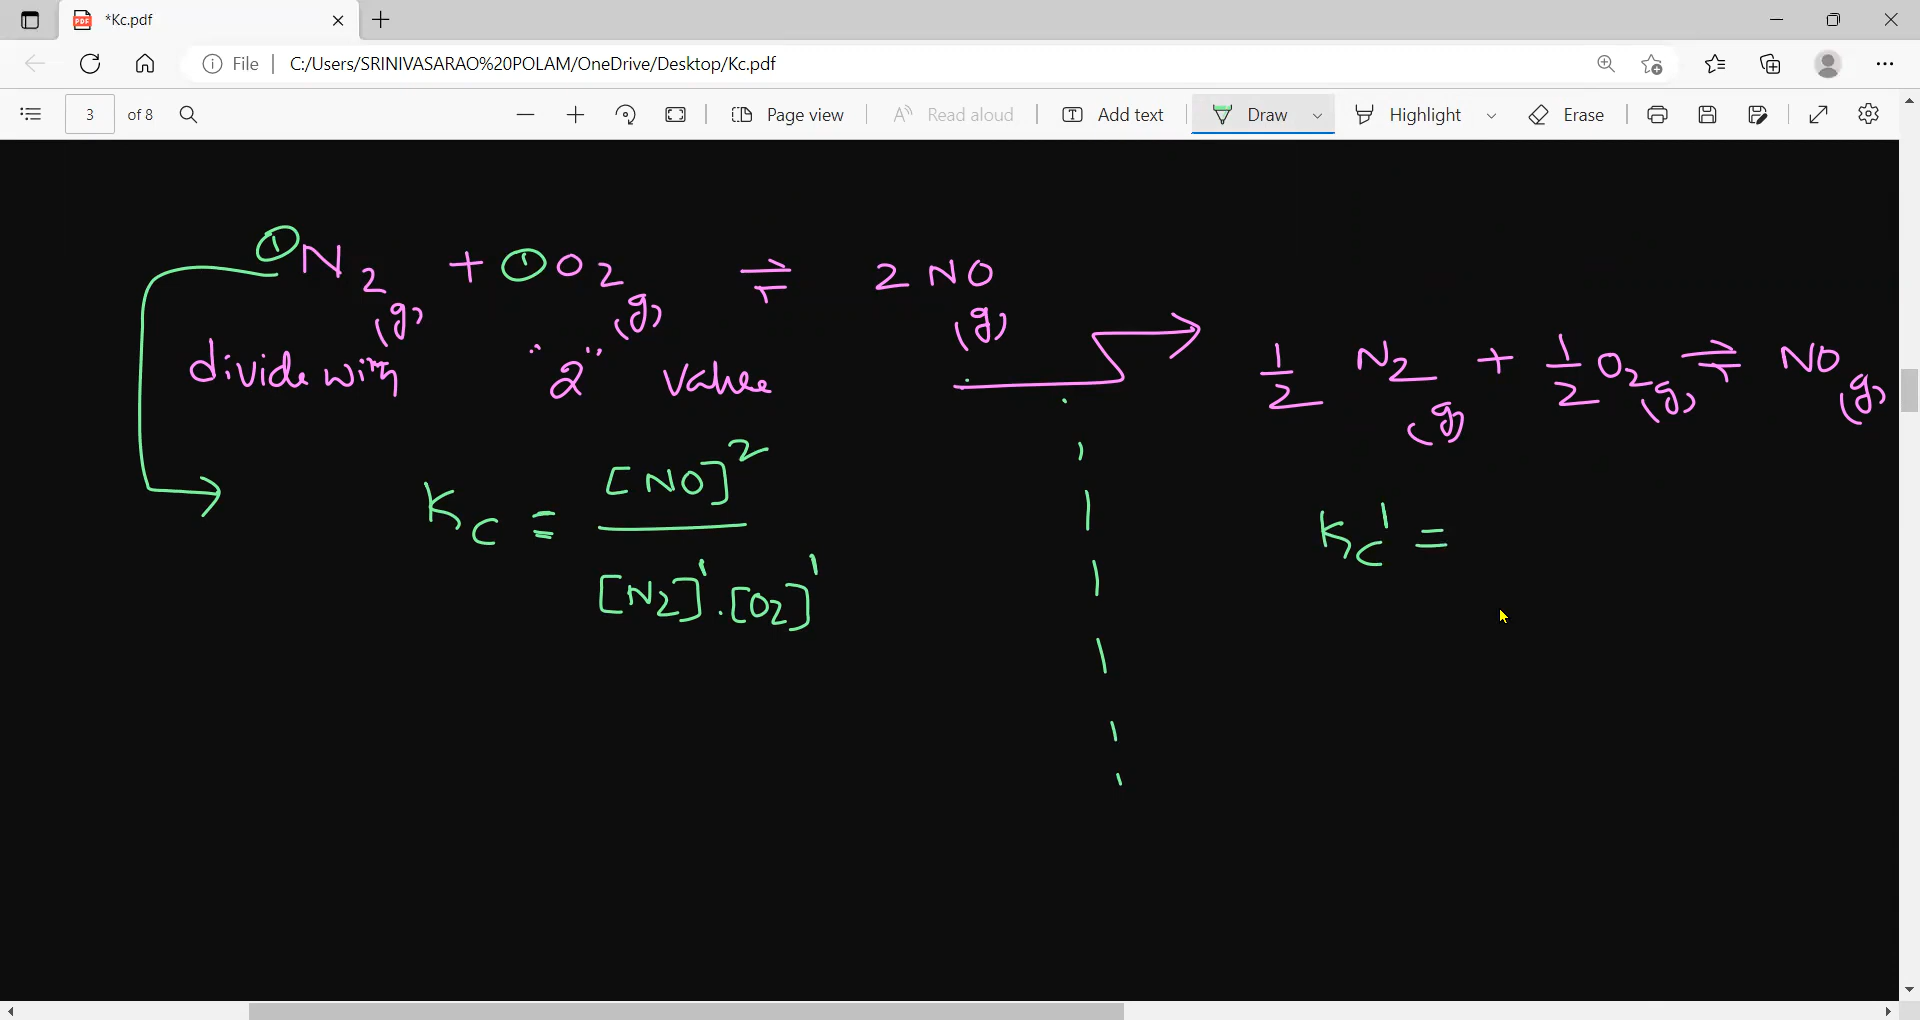 *Kc.pdf
File | C:/Users/SRINIVASARAO%20POLAM/OneDrive/Desktop/Kc.pdf
3 of 8 Page view Read aloud Add text Draw Highlight Erase
①N₂(g) + ①O₂(g) ⇌ 2NO(g)
divide with "2" value
1/2 N₂(g) + 1/2 O₂(g) ⇌ NO(g)
Kc = [NO]² / [N₂]¹.[O₂]¹
Kc' =